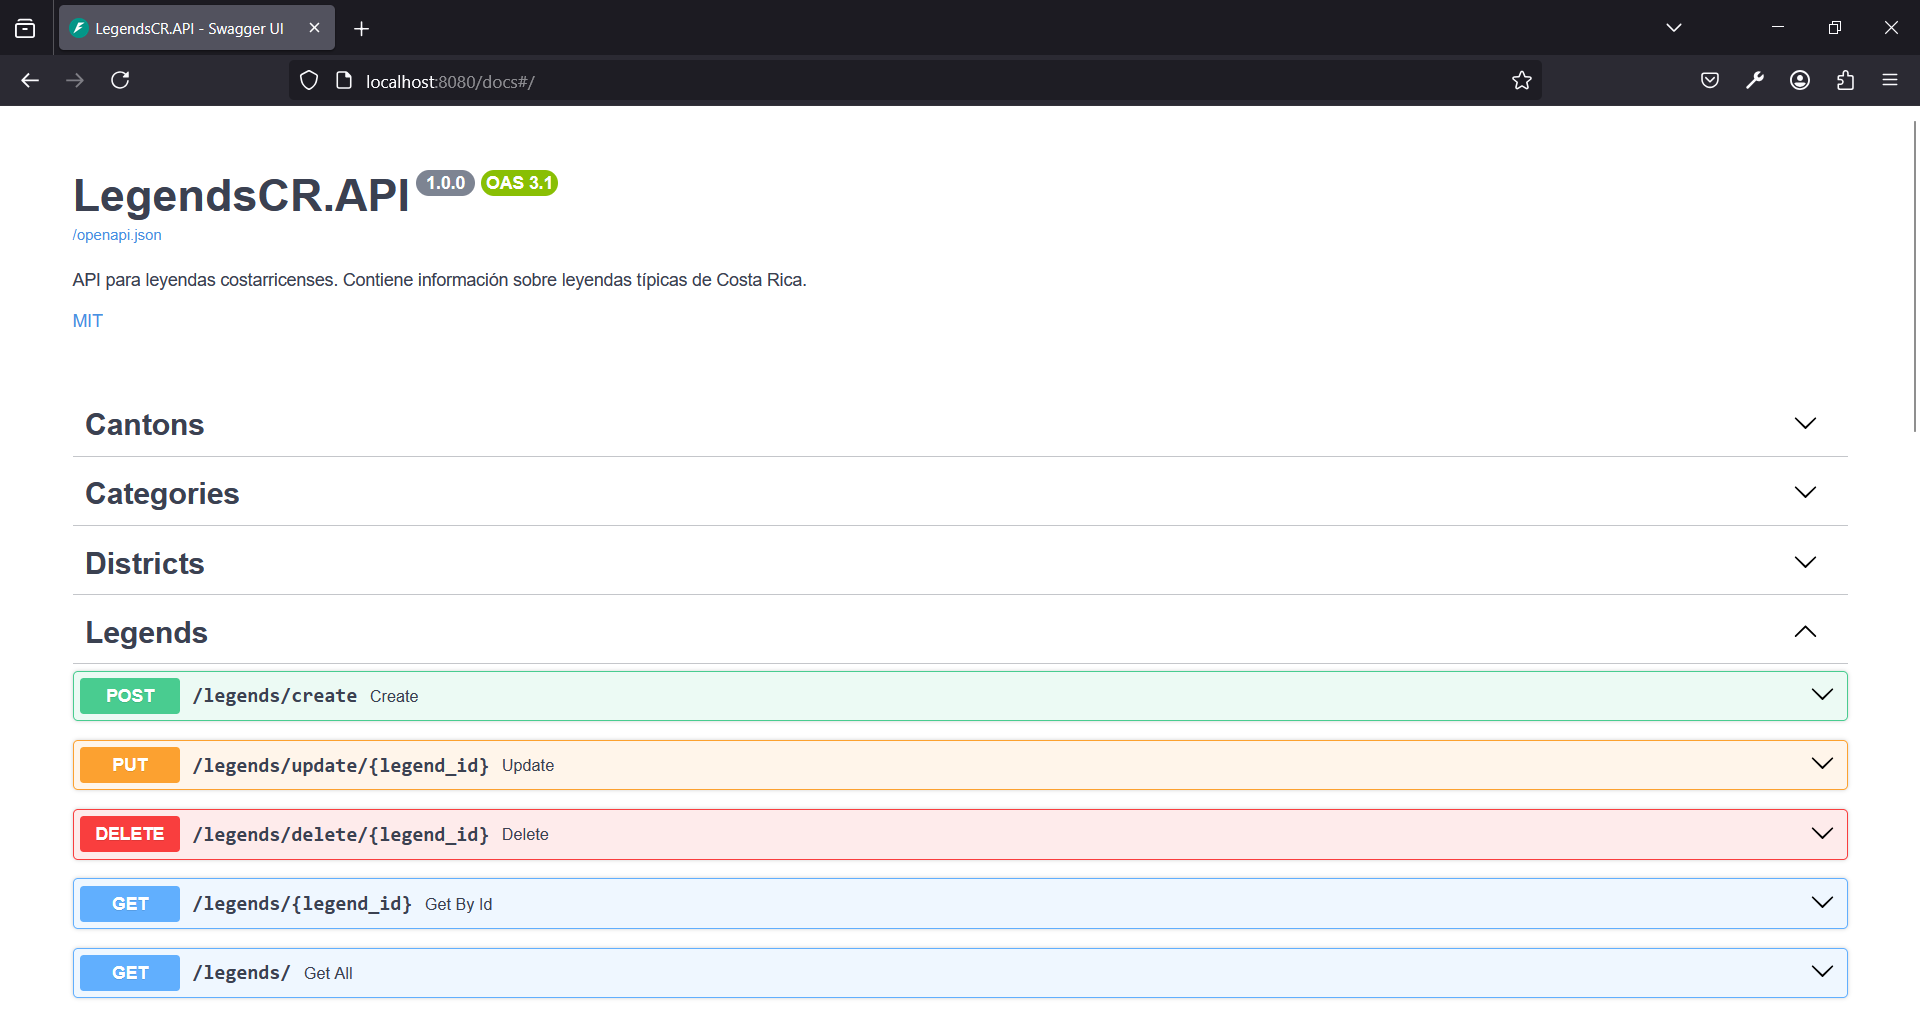 LegendsCR.API - Swagger UI
localhost:8080/docs#/
LegendsCR.API 1.0.0 OAS 3.1
/openapi.json
API para leyendas costarricenses. Contiene información sobre leyendas típicas de Costa Rica.
MIT
Cantons
Categories
Districts
Legends
POST /legends/create Create
PUT /legends/update/{legend_id} Update
DELETE /legends/delete/{legend_id} Delete
GET /legends/{legend_id} Get By Id
GET /legends/ Get All